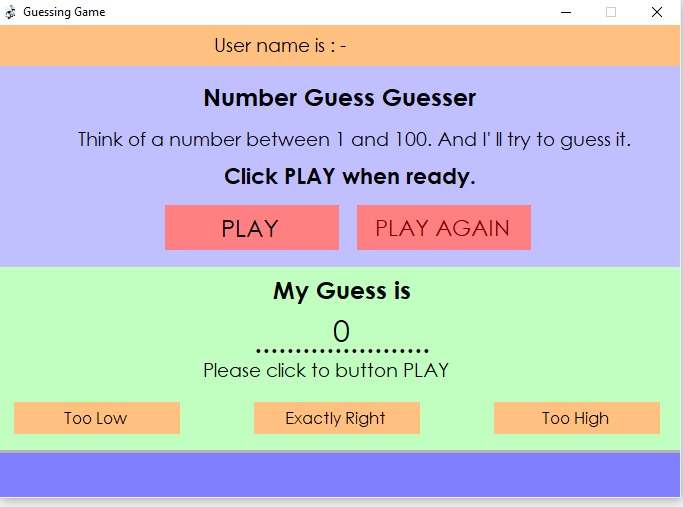 Guessing Game
User name is : -
Number Guess Guesser
Think of a number between 1 and 100. And I' ll try to guess it.
Click PLAY when ready.
PLAY PLAY AGAIN
My Guess is
0
.......................
Please click to button PLAY
Too Low Exactly Right Too High